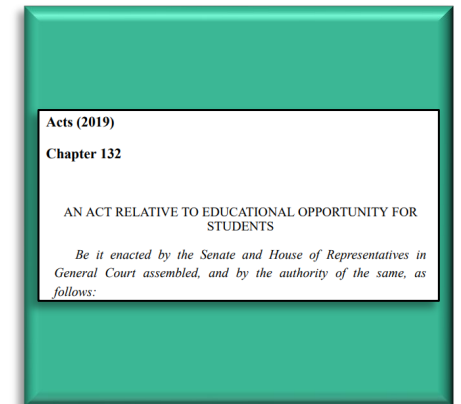 Acts (2019)
Chapter 132
AN ACT RELATIVE TO EDUCATIONAL OPPORTUNITY FOR
STUDENTS
Be it enacted by the Senate and House of Representatives in
General Court assembled, and by the authority of the same, as
follows: